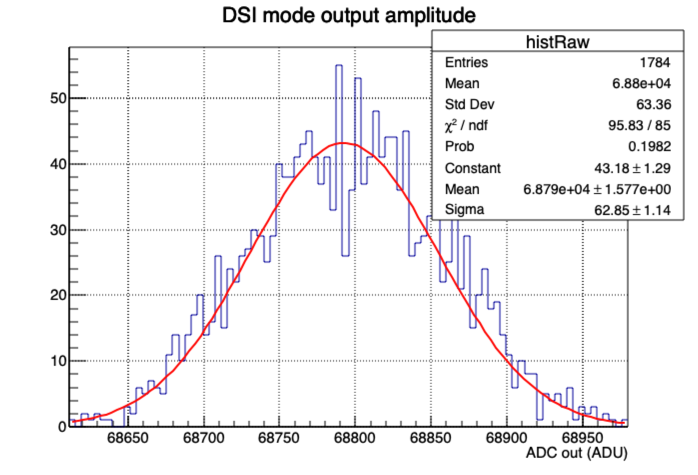 DSI mode output amplitude
histRaw
Entries 1784
Mean 6.88e+04
Std Dev 63.36
χ² / ndf 95.83 / 85
Prob 0.1982
Constant 43.18 ± 1.29
Mean 6.879e+04 ± 1.577e+00
Sigma 62.85 ± 1.14
50
40
30
20
10
0
68650 68700 68750 68800 68850 68900 68950
ADC out (ADU)